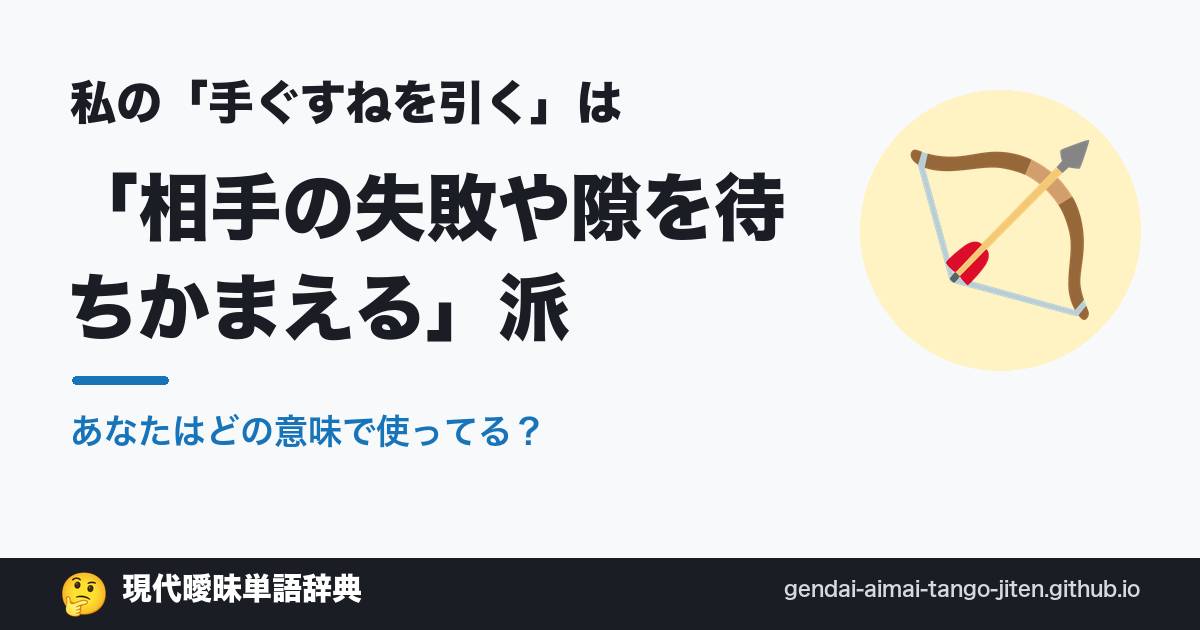 私の「手ぐすねを引く」は
「相手の失敗や隙を待
ちかまえる」派
あなたはどの意味で使ってる？
現代曖昧単語辞典
gendai-aimai-tango-jiten.github.io